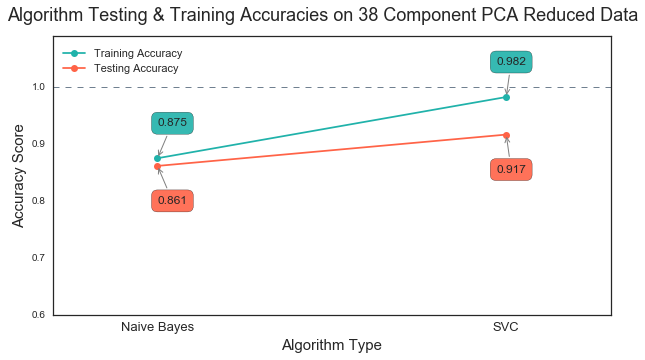 Algorithm Testing & Training Accuracies on 38 Component PCA Reduced Data
Training Accuracy
Testing Accuracy
0.982
0.875
0.917
0.861
1.0
0.9
0.8
0.7
0.6
Accuracy Score
Naive Bayes
SVC
Algorithm Type